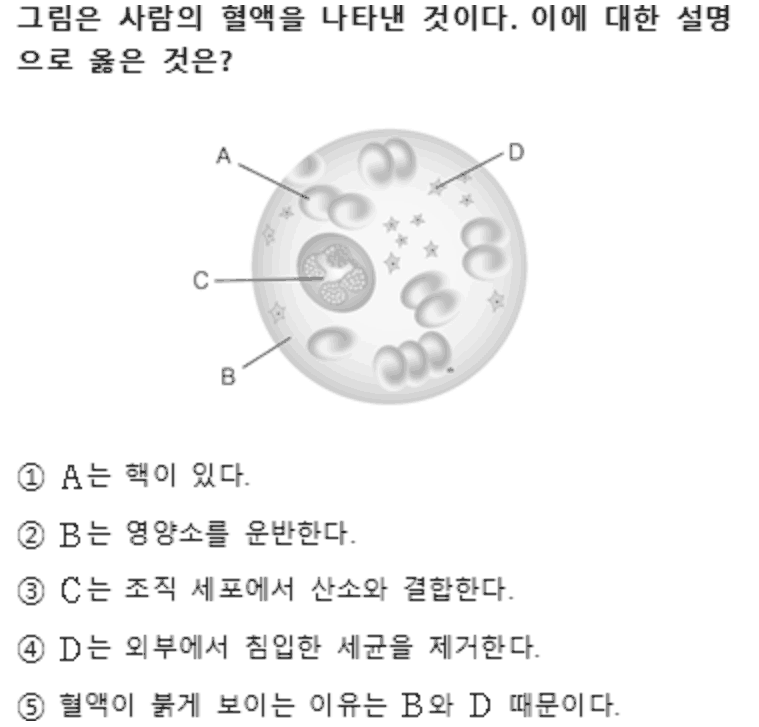 그림은 사람의 혈액을 나타낸 것이다. 이에 대한 설명
으로 옳은 것은?
A
D
C
B
① A는 핵이 있다.
② B는 영양소를 운반한다.
③ C는 조직 세포에서 산소와 결합한다.
④ D는 외부에서 침입한 세균을 제거한다.
⑤ 혈액이 붉게 보이는 이유는 B와 D 때문이다.